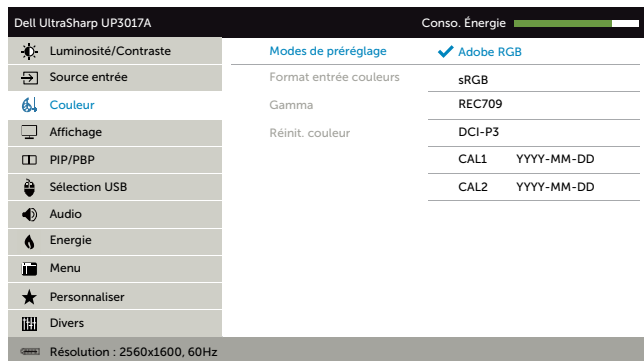 Dell UltraSharp UP3017A Conso. Énergie
Luminosité/Contraste Modes de préréglage Adobe RGB
Source entrée Format entrée couleurs sRGB
Couleur Gamma REC709
Affichage Réinit. couleur DCI-P3
PIP/PBP CAL1 YYYY-MM-DD
Sélection USB CAL2 YYYY-MM-DD
Audio
Energie
Menu
Personnaliser
Divers
Résolution : 2560x1600, 60Hz